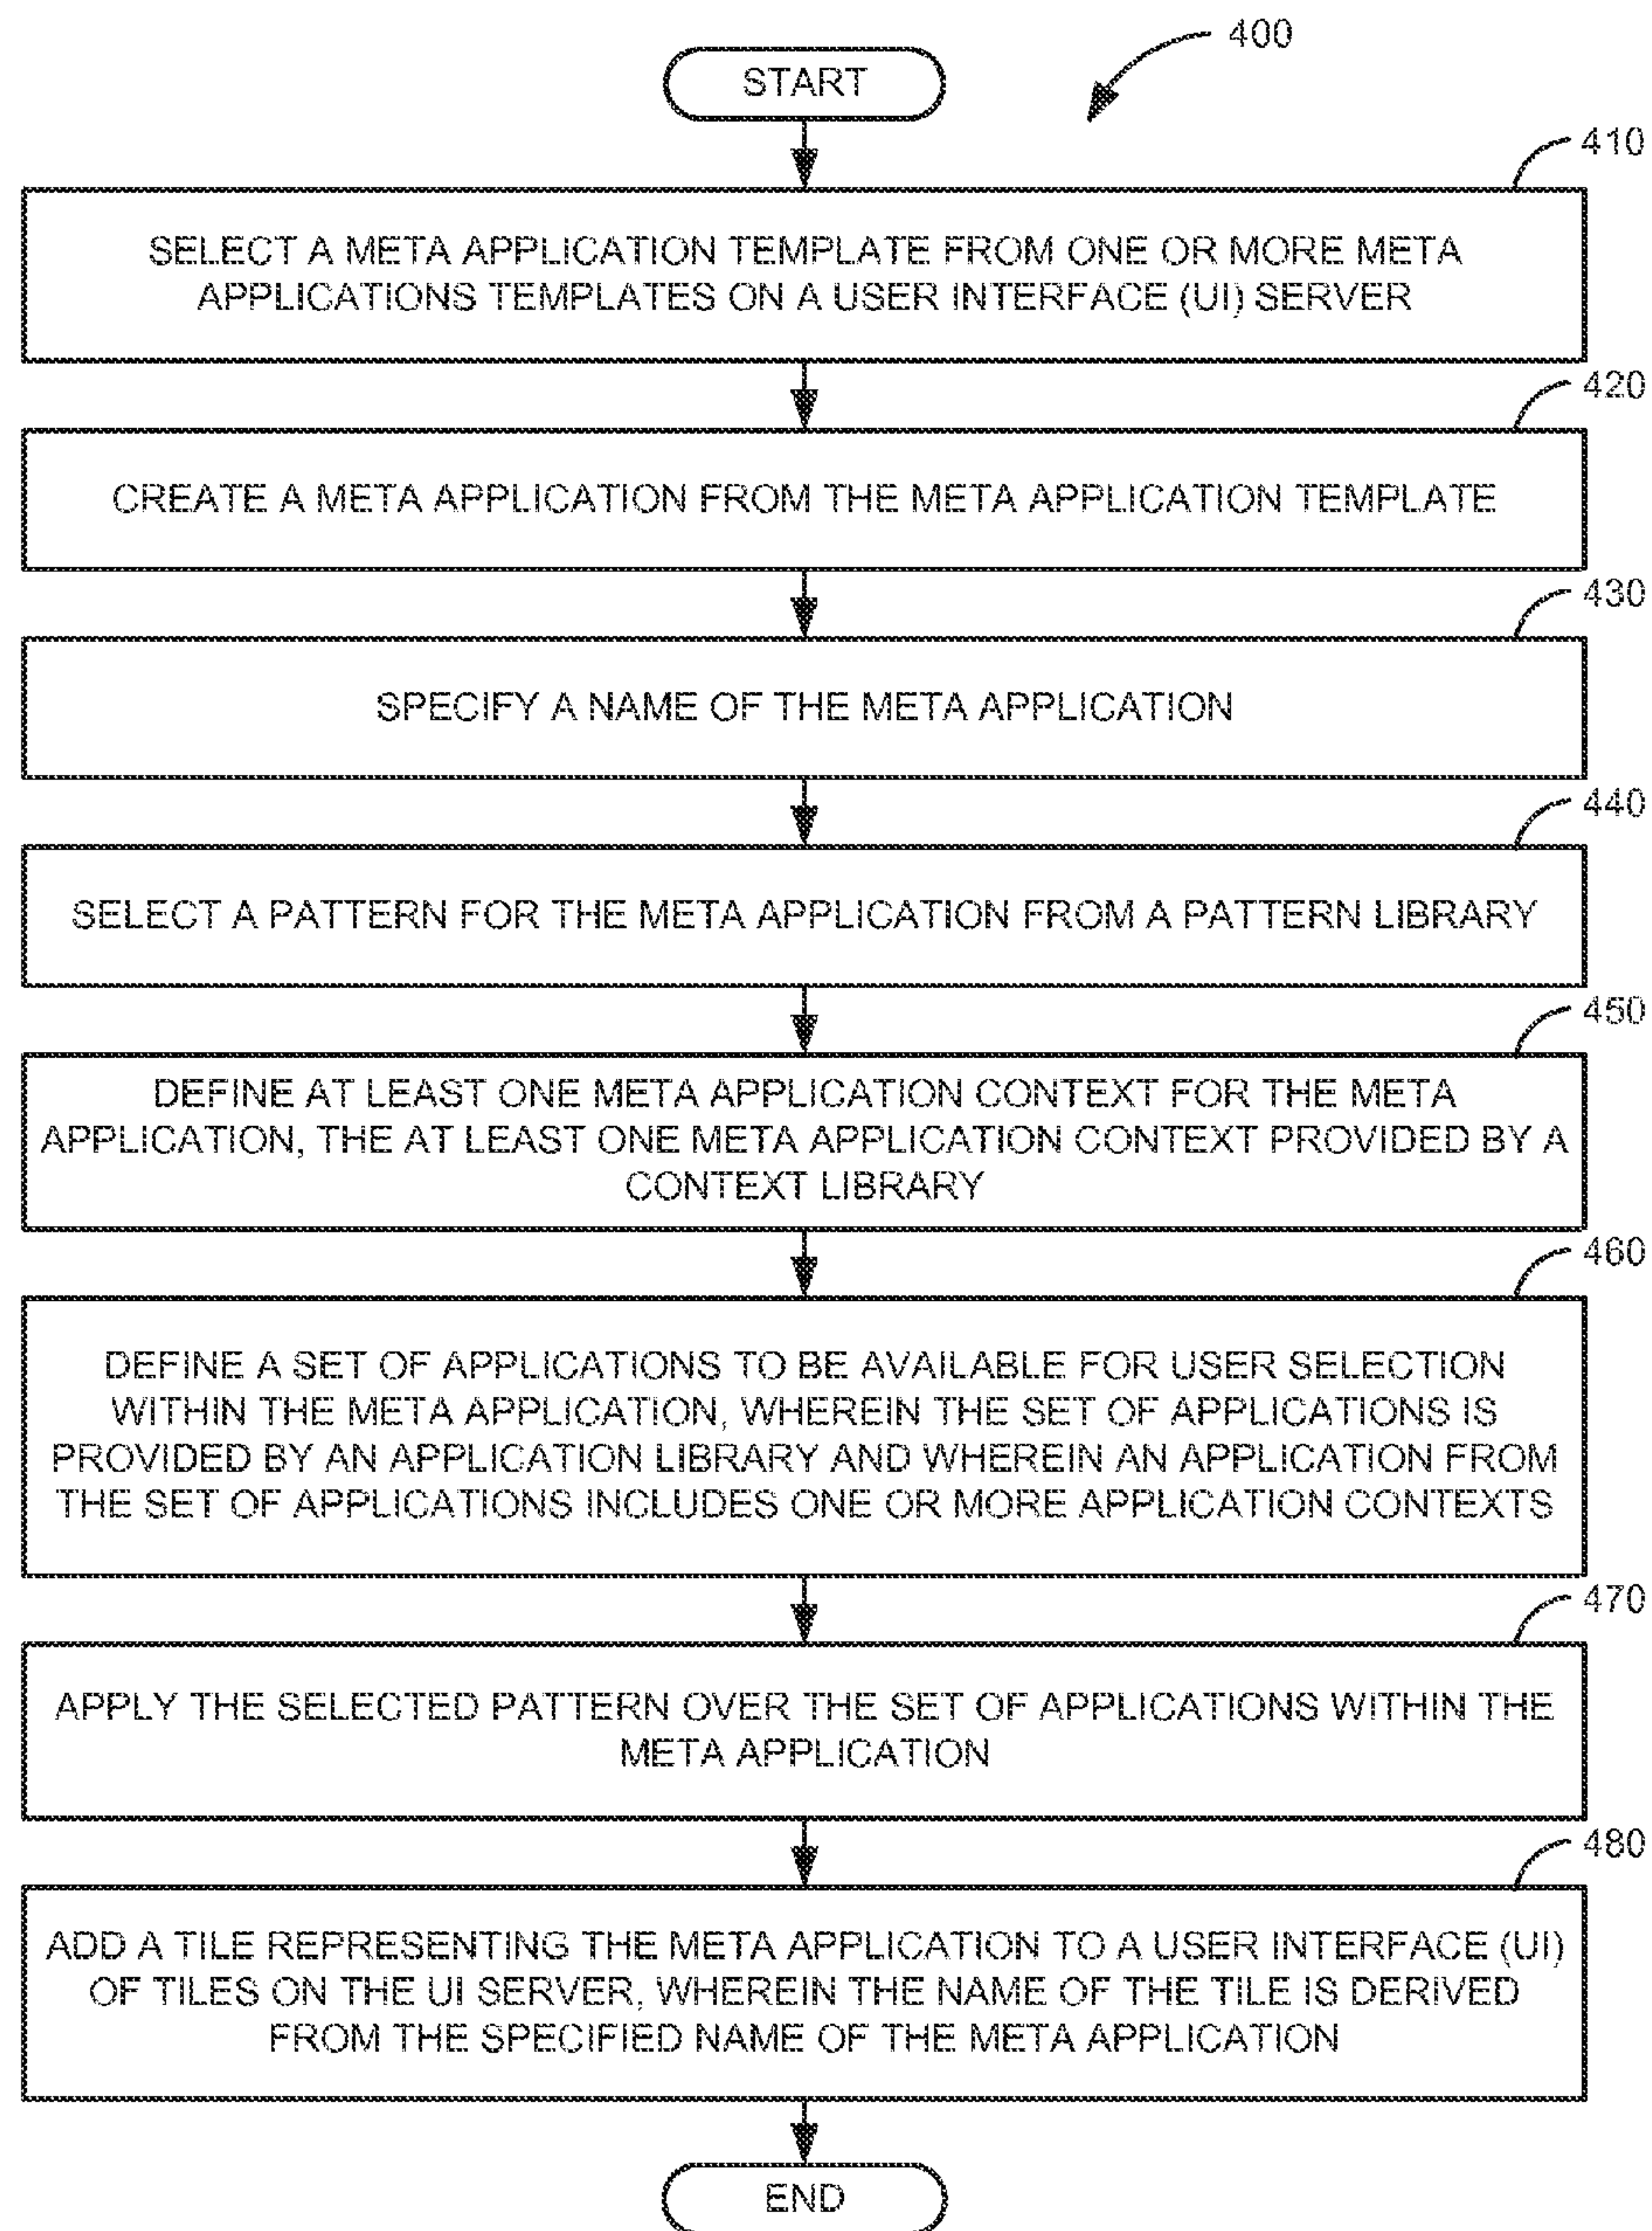 400
START
410
SELECT A META APPLICATION TEMPLATE FROM ONE OR MORE META
APPLICATIONS TEMPLATES ON A USER INTERFACE (UI) SERVER
420
CREATE A META APPLICATION FROM THE META APPLICATION TEMPLATE
430
SPECIFY A NAME OF THE META APPLICATION
440
SELECT A PATTERN FOR THE META APPLICATION FROM A PATTERN LIBRARY
450
DEFINE AT LEAST ONE META APPLICATION CONTEXT FOR THE META
APPLICATION, THE AT LEAST ONE META APPLICATION CONTEXT PROVIDED BY A
CONTEXT LIBRARY
460
DEFINE A SET OF APPLICATIONS TO BE AVAILABLE FOR USER SELECTION
WITHIN THE META APPLICATION, WHEREIN THE SET OF APPLICATIONS IS
PROVIDED BY AN APPLICATION LIBRARY AND WHEREIN AN APPLICATION FROM
THE SET OF APPLICATIONS INCLUDES ONE OR MORE APPLICATION CONTEXTS
470
APPLY THE SELECTED PATTERN OVER THE SET OF APPLICATIONS WITHIN THE
META APPLICATION
480
ADD A TILE REPRESENTING THE META APPLICATION TO A USER INTERFACE (UI)
OF TILES ON THE UI SERVER, WHEREIN THE NAME OF THE TILE IS DERIVED
FROM THE SPECIFIED NAME OF THE META APPLICATION
END